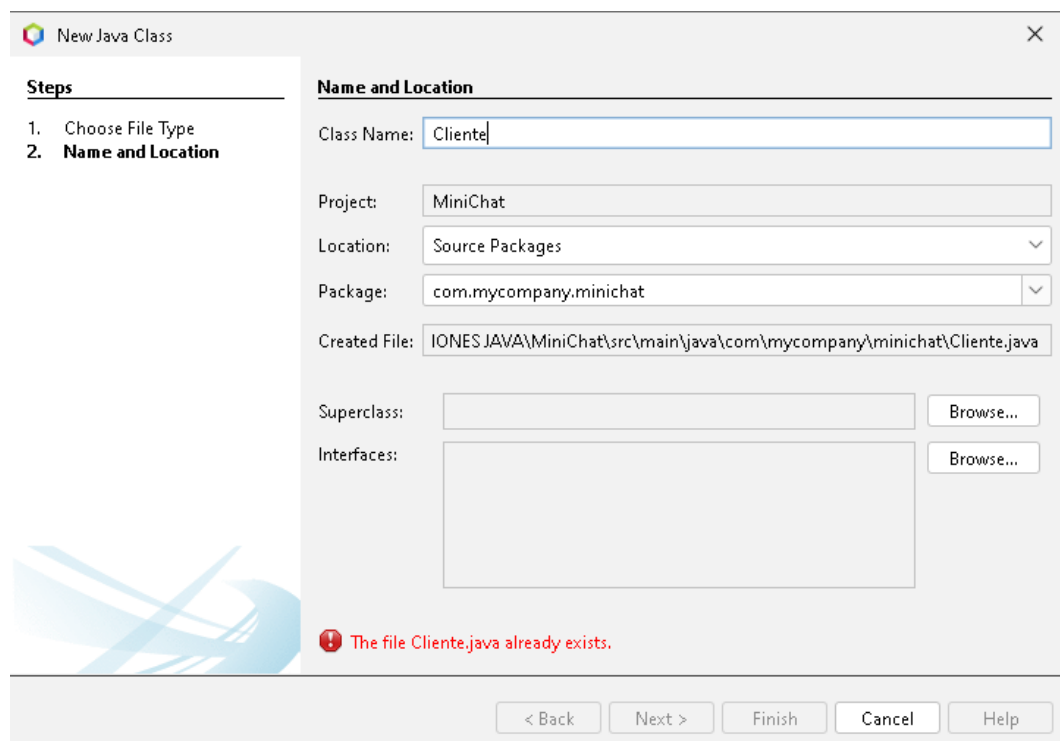 New Java Class
Steps
1. Choose File Type
2. Name and Location
Name and Location
Class Name: Cliente
Project: MiniChat
Location: Source Packages
Package: com.mycompany.minichat
Created File: IONES JAVA\MiniChat\src\main\java\com\mycompany\minichat\Cliente.java
Superclass: Browse...
Interfaces: Browse...
The file Cliente.java already exists.
< Back Next > Finish Cancel Help